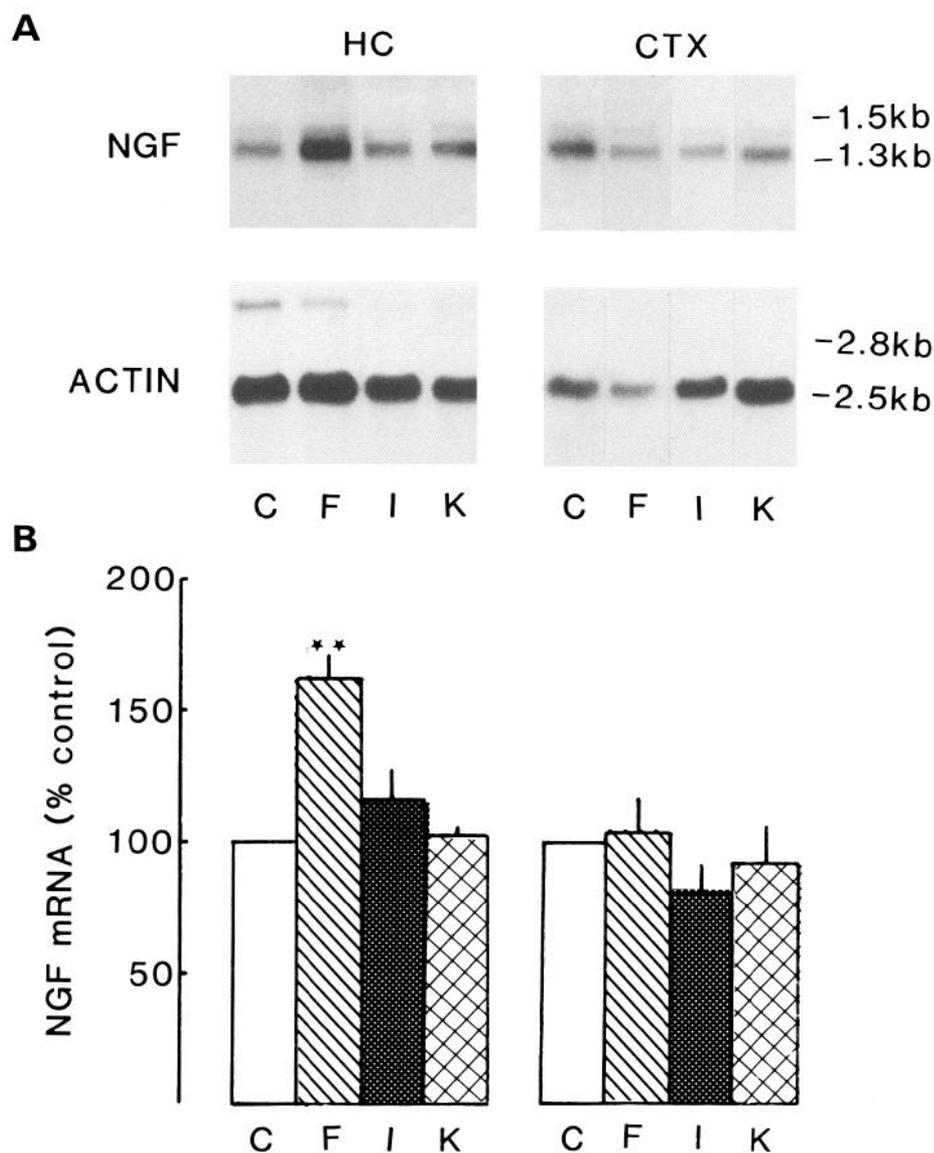 A
HC CTX
NGF
-1.5kb
-1.3kb
ACTIN
-2.8kb
-2.5kb
C F I K C F I K
B
NGF mRNA (% control)
200
150
100
50
★ ★
C F I K C F I K